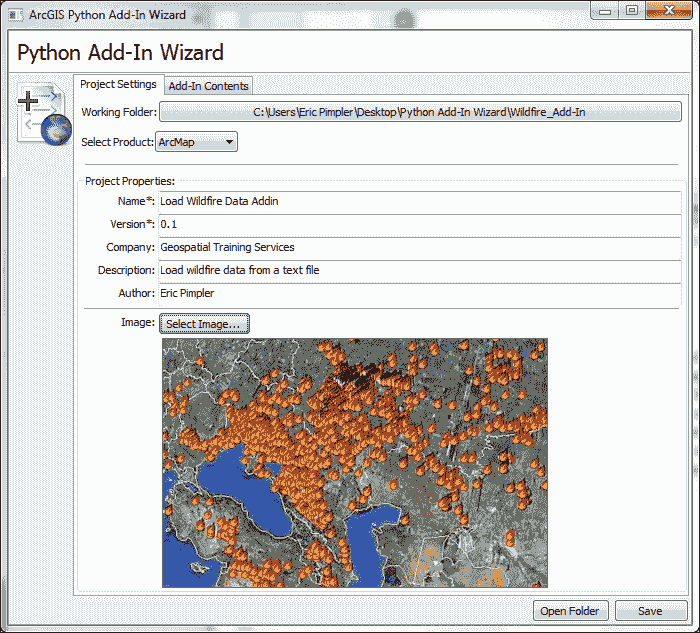 ArcGIS Python Add-In Wizard
Python Add-In Wizard
Project Settings Add-In Contents
Working Folder: C:\Users\Eric Pimpler\Desktop\Python Add-In Wizard\Wildfire_Add-In
Select Product: ArcMap
Project Properties:
Name*: Load Wildfire Data Addin
Version*: 0.1
Company: Geospatial Training Services
Description: Load wildfire data from a text file
Author: Eric Pimpler
Image: Select Image...
Open Folder Save